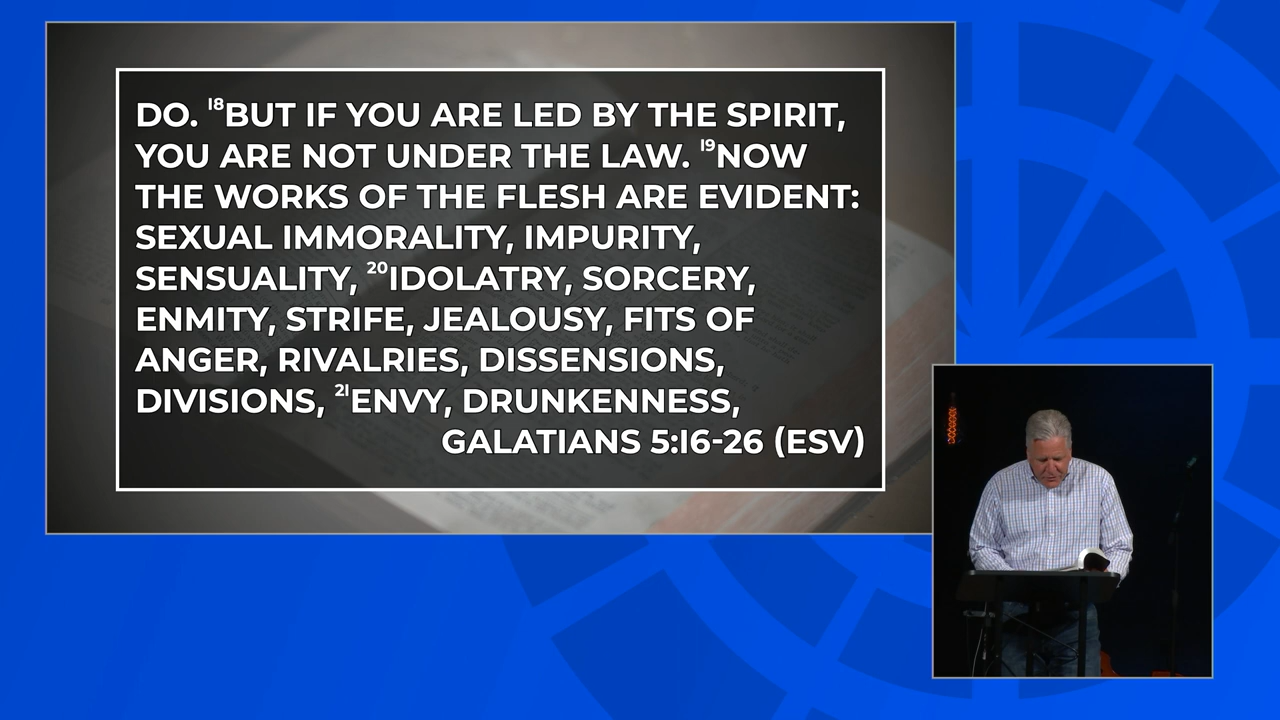 DO. ¹⁸BUT IF YOU ARE LED BY THE SPIRIT,
YOU ARE NOT UNDER THE LAW. ¹⁹NOW
THE WORKS OF THE FLESH ARE EVIDENT:
SEXUAL IMMORALITY, IMPURITY,
SENSUALITY, ²⁰IDOLATRY, SORCERY,
ENMITY, STRIFE, JEALOUSY, FITS OF
ANGER, RIVALRIES, DISSENSIONS,
DIVISIONS, ²¹ENVY, DRUNKENNESS,
GALATIANS 5:16-26 (ESV)